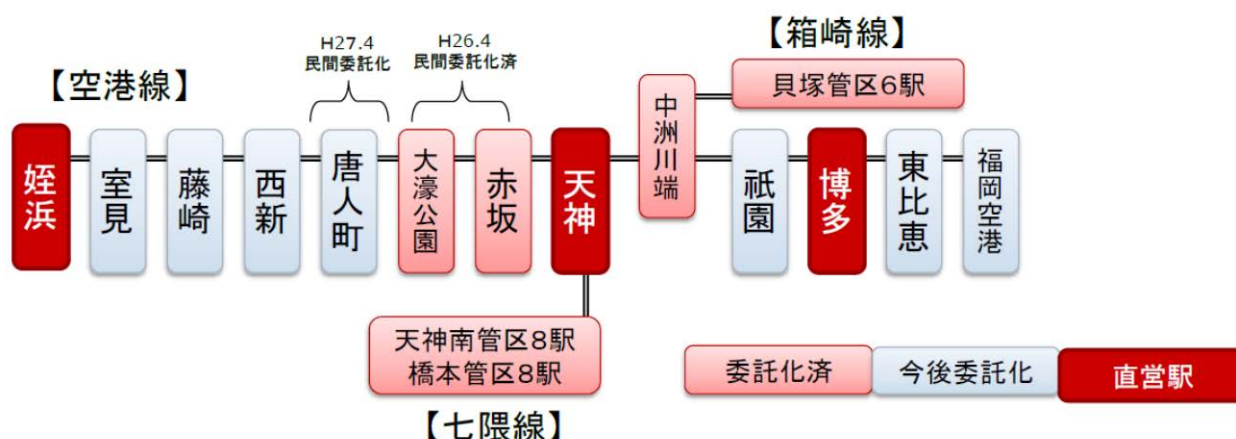 H27.4
民間委託化
H26.4
民間委託化済
【箱崎線】
【空港線】
貝塚管区6駅
姪浜
室見
藤崎
西新
唐人町
大濠公園
赤坂
天神
中洲川端
祇園
博多
東比恵
福岡空港
天神南管区8駅
橋本管区8駅
【七隈線】
委託化済
今後委託化
直営駅